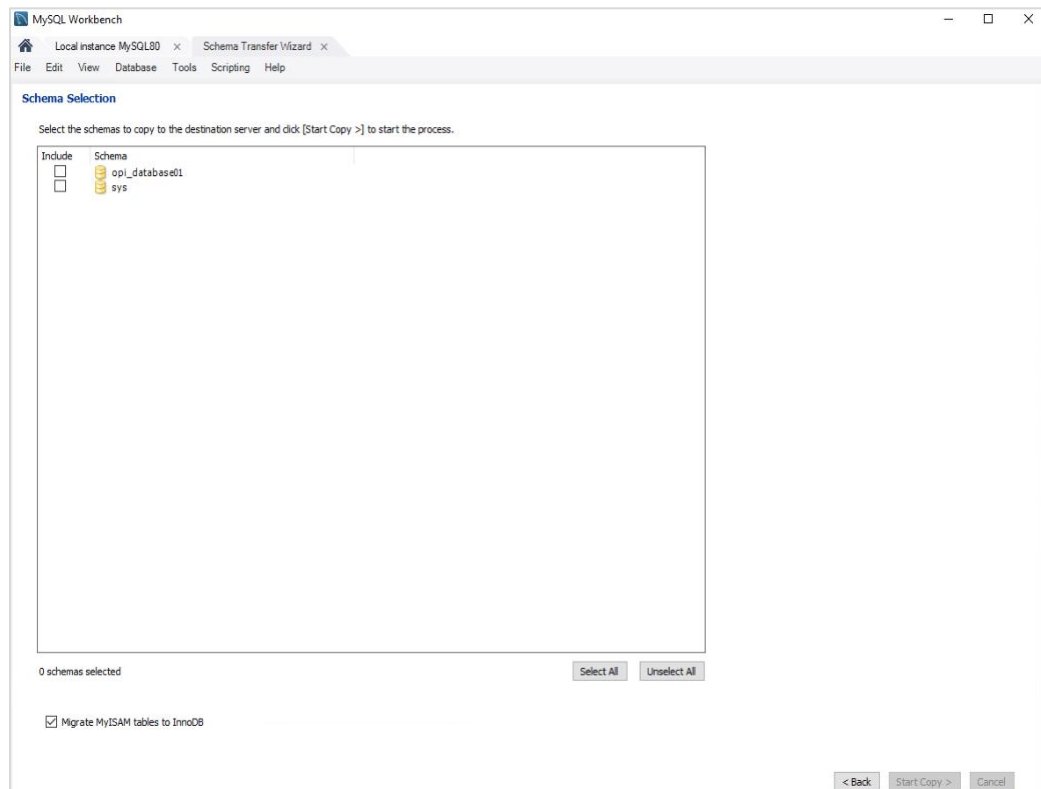 MySQL Workbench
Local instance MySQL80 x Schema Transfer Wizard x
File Edit View Database Tools Scripting Help
Schema Selection
Select the schemas to copy to the destination server and click [Start Copy >] to start the process.
Include Schema
opi_database01
sys
0 schemas selected Select All Unselect All
Migrate MyISAM tables to InnoDB
< Back Start Copy > Cancel